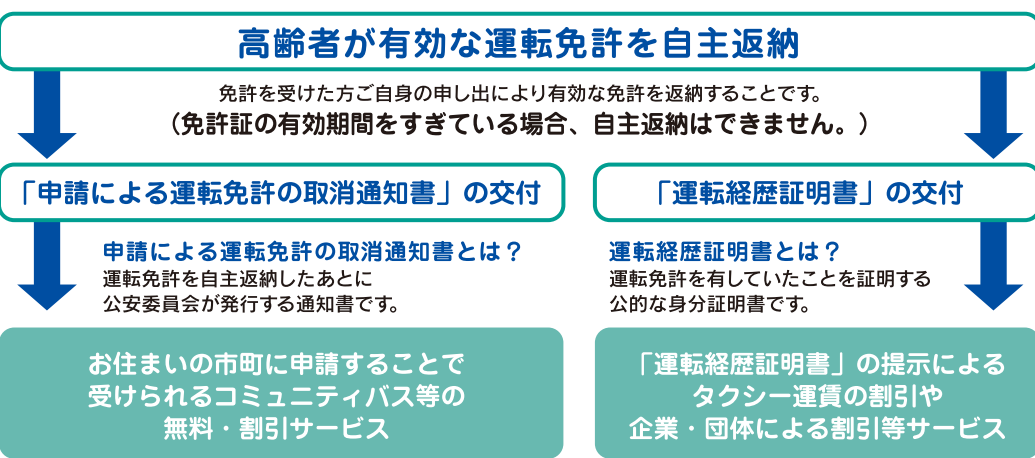 高齢者が有効な運転免許を自主返納
免許を受けた方ご自身の申し出により有効な免許を返納することです。
（免許証の有効期間をすぎている場合、自主返納はできません。）
「申請による運転免許の取消通知書」の交付
申請による運転免許の取消通知書とは？
運転免許を自主返納したあとに
公安委員会が発行する通知書です。
お住まいの市町に申請することで
受けられるコミュニティバス等の
無料・割引サービス
「運転経歴証明書」の交付
運転経歴証明書とは？
運転免許を有していたことを証明する
公的な身分証明書です。
「運転経歴証明書」の提示による
タクシー運賃の割引や
企業・団体による割引等サービス